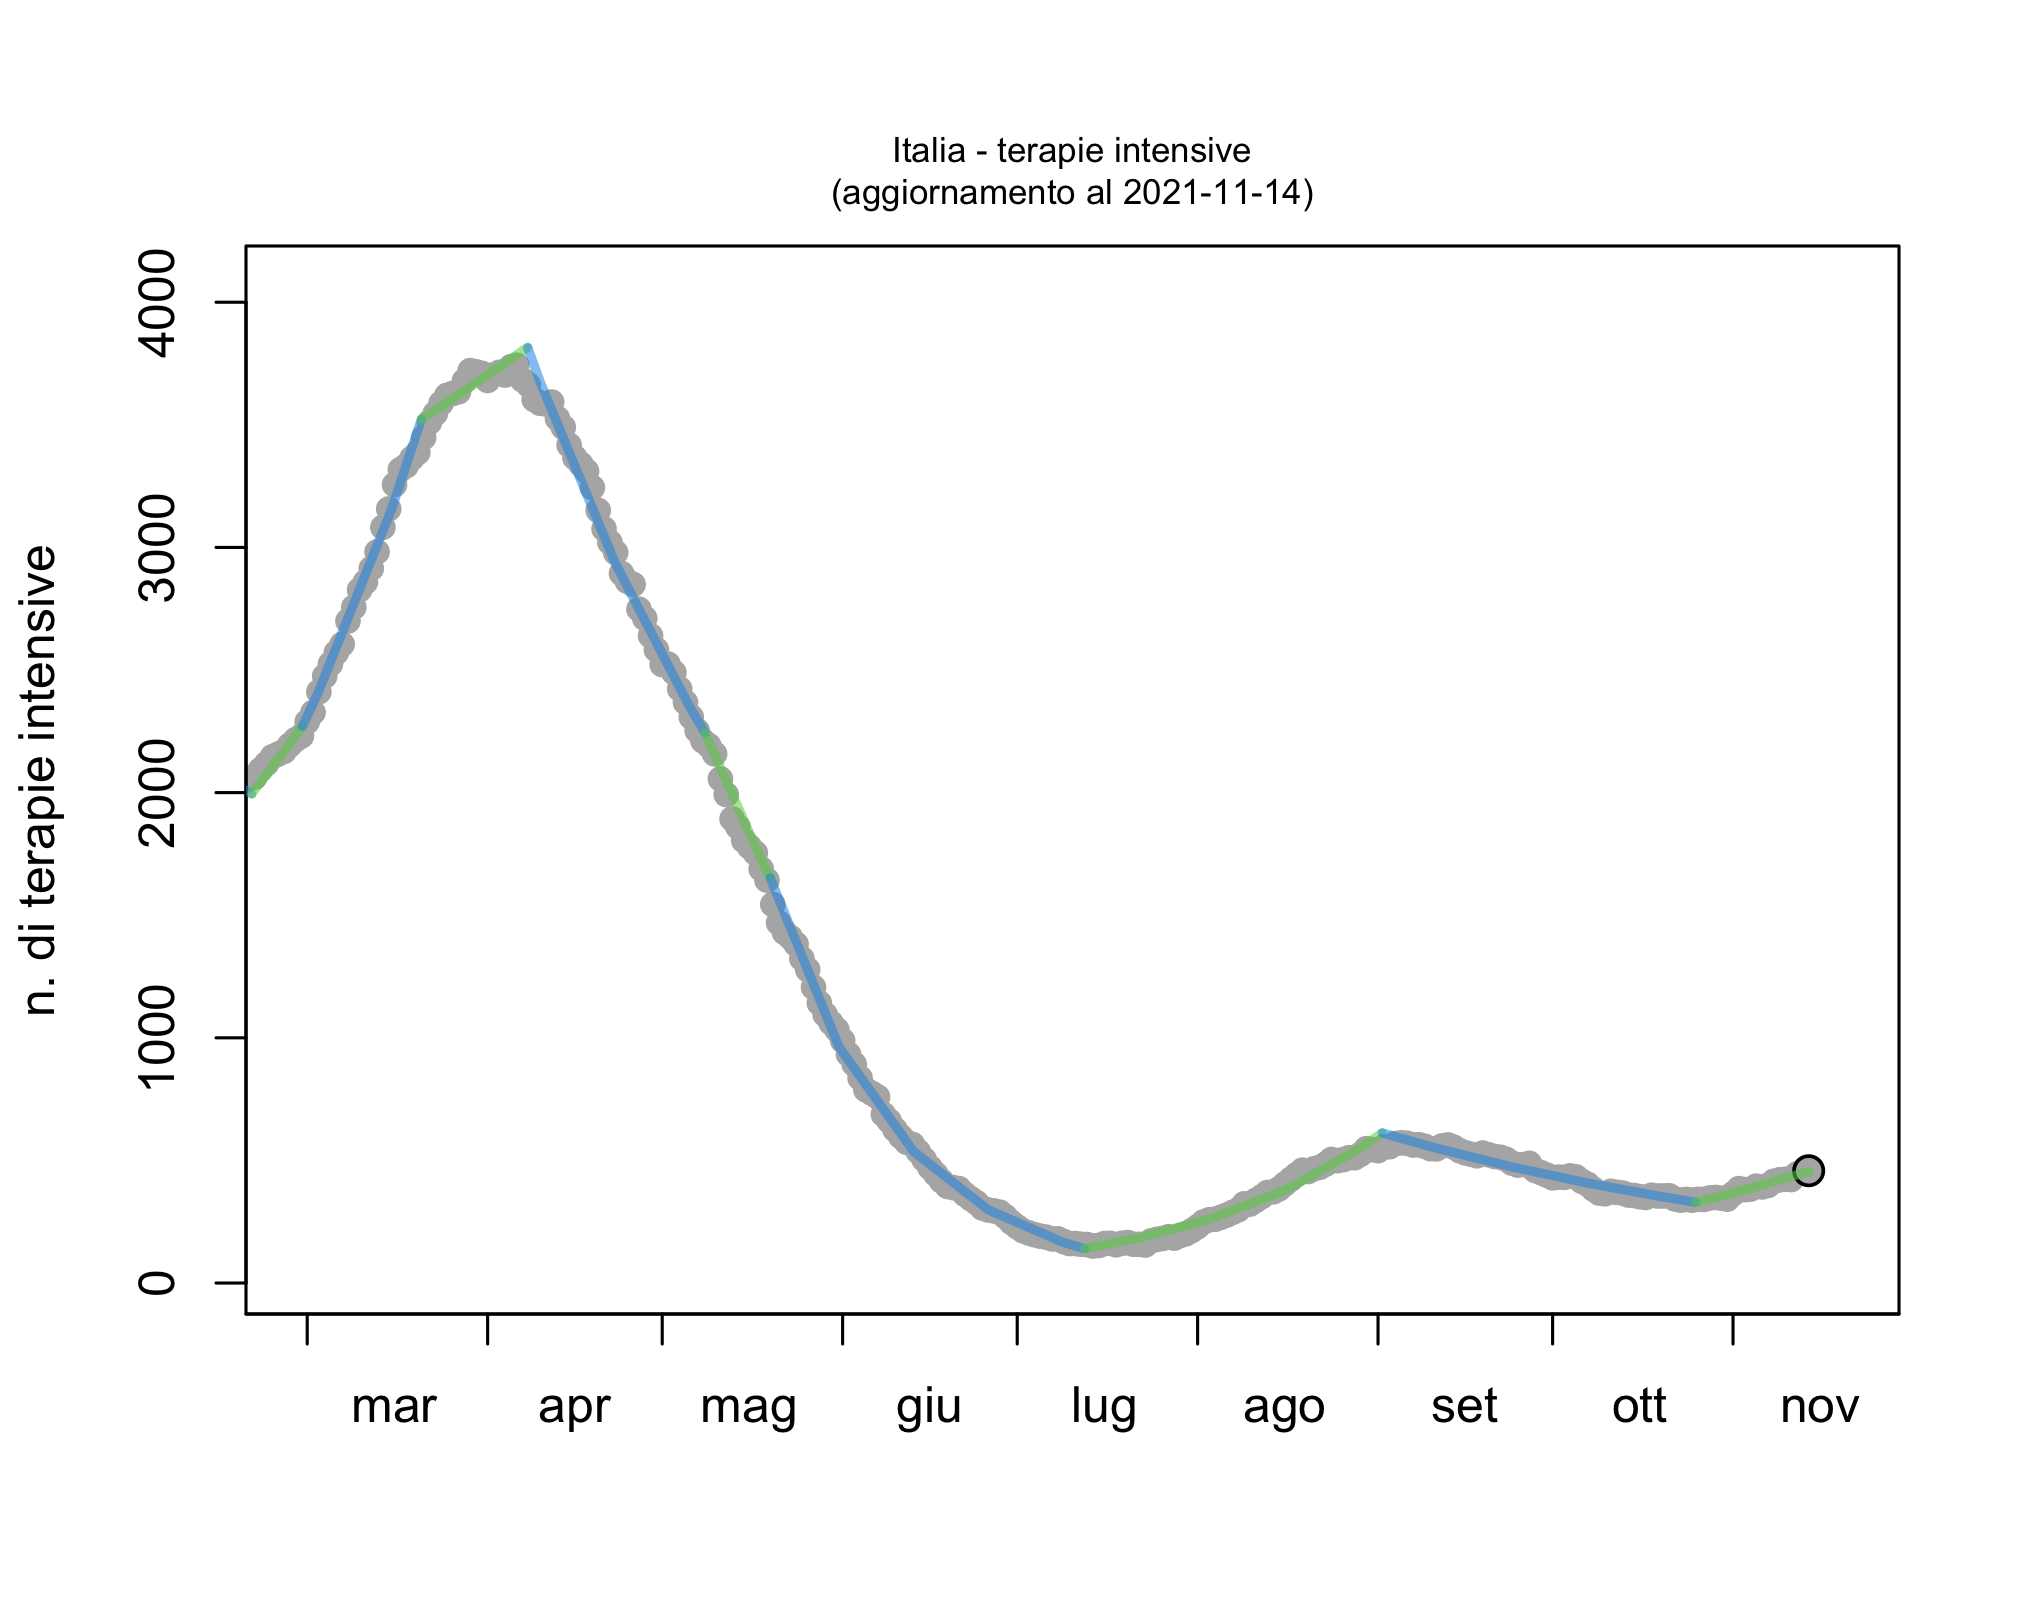 Italia - terapie intensive
(aggiornamento al 2021-11-14)
n. di terapie intensive
4000
3000
2000
1000
0
mar apr mag giu lug ago set ott nov